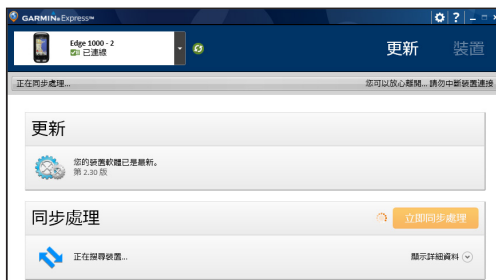 GARMIN Express™
Edge 1000 - 2
已連線
更新
裝置
正在同步處理...
您可以放心離開... 請勿中斷裝置連接
更新
您的裝置軟體已是最新。
第 2.30 版
同步處理
立即同步處理
正在搜尋裝置...
顯示詳細資料